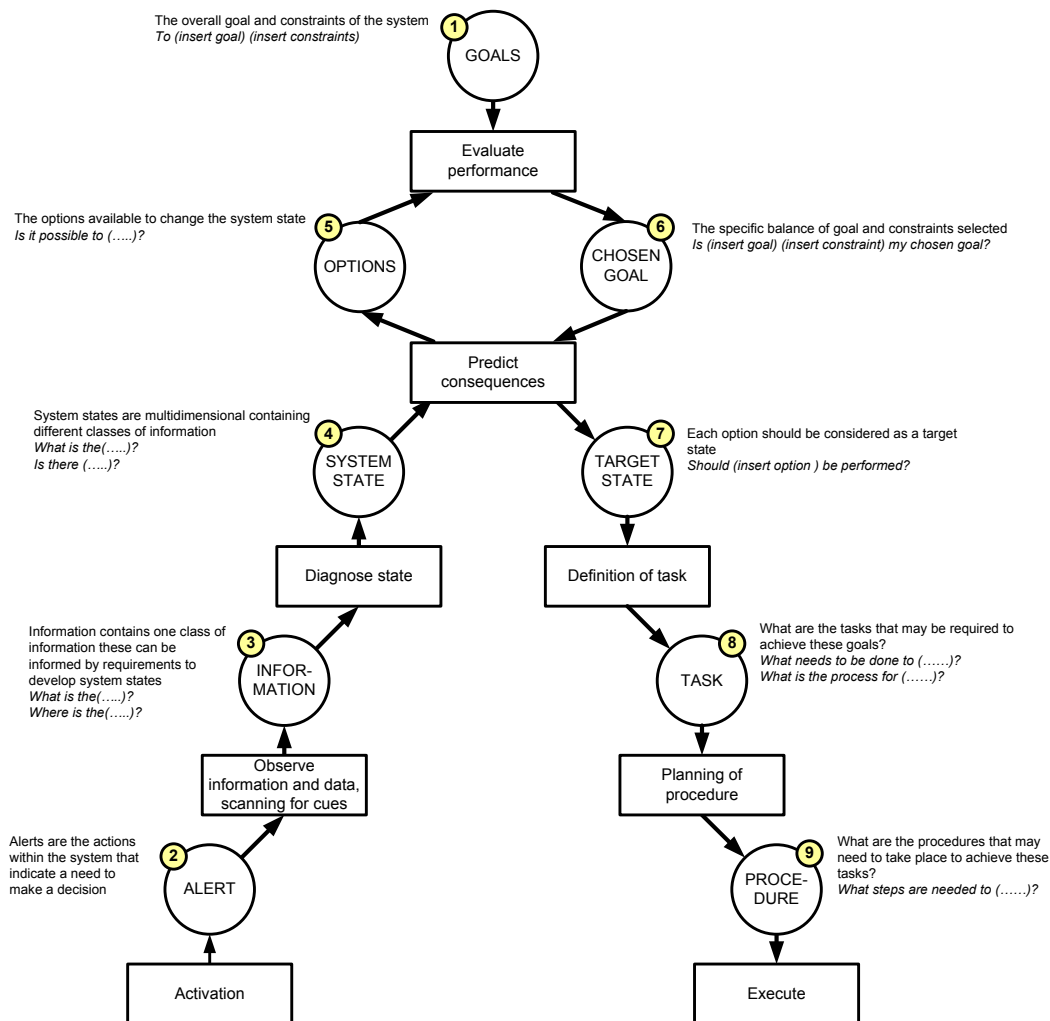 The overall goal and constraints of the system
To (insert goal) (insert constraints)
1
GOALS
Evaluate
performance
The options available to change the system state
Is it possible to (…..)?
5
OPTIONS
6
CHOSEN
GOAL
The specific balance of goal and constraints selected
Is (insert goal) (insert constraint) my chosen goal?
Predict
consequences
System states are multidimensional containing
different classes of information
What is the(…..)?
Is there (…..)?
4
SYSTEM
STATE
7
TARGET
STATE
Each option should be considered as a target
state
Should (insert option ) be performed?
Diagnose state
Definition of task
Information contains one class of
information these can be
informed by requirements to
develop system states
What is the(…..)?
Where is the(…..)?
3
INFOR-
MATION
8
TASK
What are the tasks that may be required to
achieve these goals?
What needs to be done to (……)?
What is the process for (……)?
Observe
information and data,
scanning for cues
Planning of
procedure
Alerts are the actions
within the system that
indicate a need to
make a decision
2
ALERT
9
PROCE-
DURE
What are the procedures that may
need to take place to achieve these
tasks?
What steps are needed to (……)?
Activation
Execute